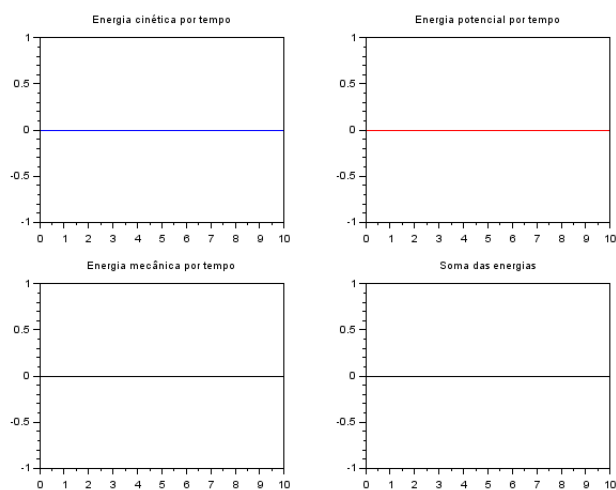 Energia cinética por tempo
Energia potencial por tempo
1
0.5
0
-0.5
-1
0 1 2 3 4 5 6 7 8 9 10
1
0.5
0
-0.5
-1
0 1 2 3 4 5 6 7 8 9 10
Energia mecânica por tempo
Soma das energias
1
0.5
0
-0.5
-1
0 1 2 3 4 5 6 7 8 9 10
1
0.5
0
-0.5
-1
0 1 2 3 4 5 6 7 8 9 10